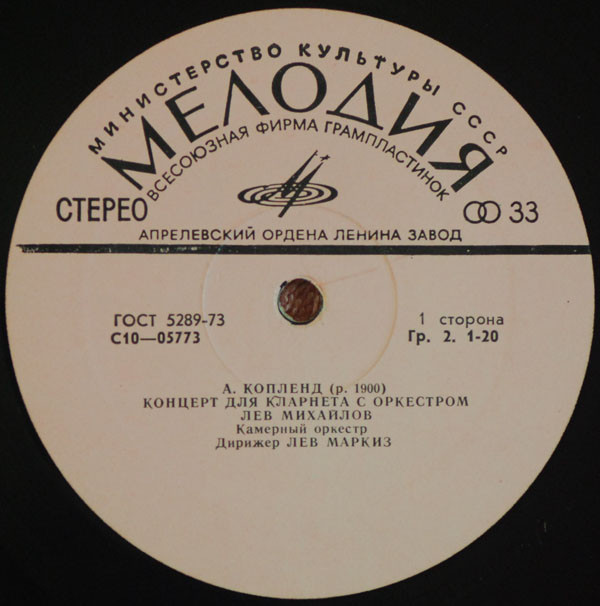 МИНИСТЕРСТВО КУЛЬТУРЫ СССР
МЕЛОДИЯ
ВСЕСОЮЗНАЯ ФИРМА ГРАМПЛАСТИНОК
СТЕРЕО
33
АПРЕЛЕВСКИЙ ОРДЕНА ЛЕНИНА ЗАВОД
ГОСТ 5289-73
С10—05773
1 сторона
Гр. 2. 1-20
А. КОПЛЕНД (р. 1900)
КОНЦЕРТ ДЛЯ КЛАРНЕТА С ОРКЕСТРОМ
ЛЕВ МИХАЙЛОВ
Камерный оркестр
Дирижер ЛЕВ МАРКИЗ